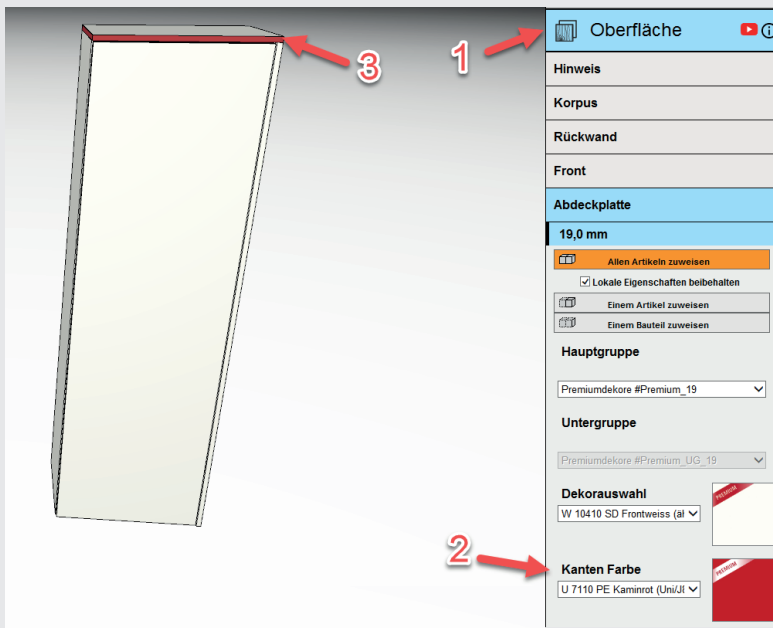 1
Oberfläche
3
Hinweis
Korpus
Rückwand
Front
Abdeckplatte
19,0 mm
Allen Artikeln zuweisen
Lokale Eigenschaften beibehalten
Einem Artikel zuweisen
Einem Bauteil zuweisen
Hauptgruppe
Premiumdekore #Premium_19
Untergruppe
Premiumdekore #Premium_UG_19
Dekorauswahl
PREMIUM
W 10410 SD Frontweiss (äl
2
Kanten Farbe
PREMIUM
U 7110 PE Kaminrot (Uni/